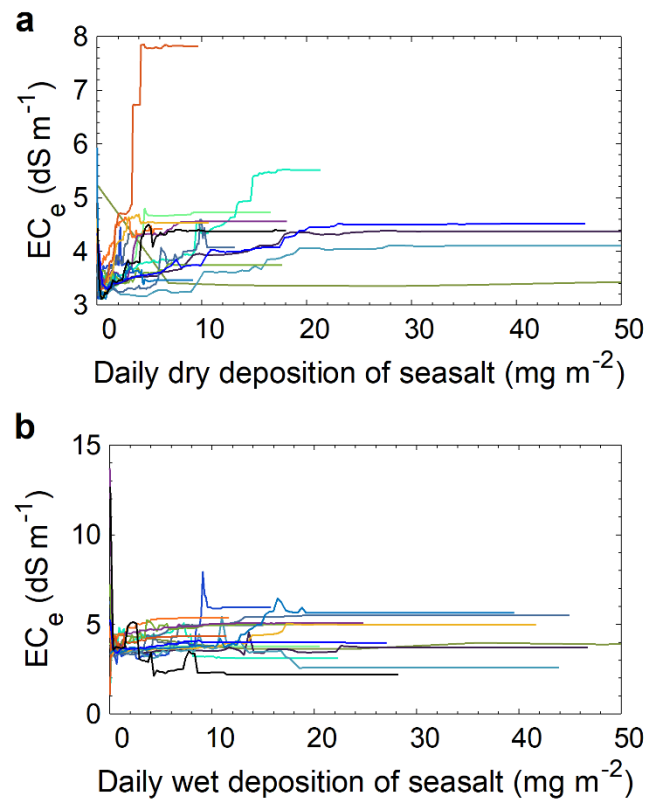 a
ECe (dS m⁻¹)
8
7
6
5
4
3
0 10 20 30 40 50
Daily dry deposition of seasalt (mg m⁻²)
b
ECe (dS m⁻¹)
15
10
5
0
0 10 20 30 40 50
Daily wet deposition of seasalt (mg m⁻²)